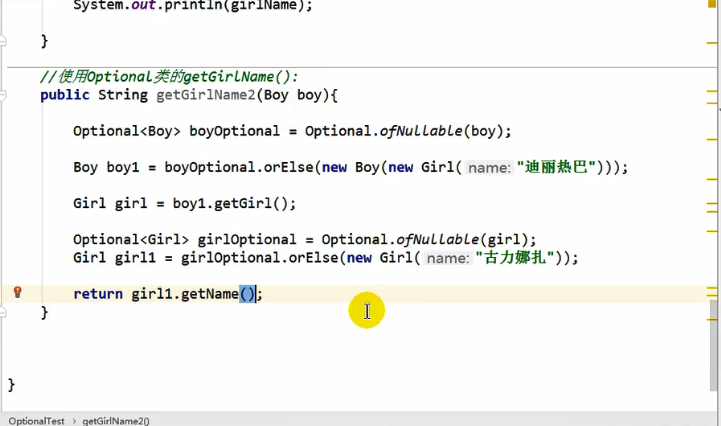 System.out.println(girlName);
}
//使用Optional类的getGirlName():
public String getGirlName2(Boy boy){
Optional<Boy> boyOptional = Optional.ofNullable(boy);
Boy boy1 = boyOptional.orElse(new Boy(new Girl( name: "迪丽热巴")));
Girl girl = boy1.getGirl();
Optional<Girl> girlOptional = Optional.ofNullable(girl);
Girl girl1 = girlOptional.orElse(new Girl( name: "古力娜扎"));
return girl1.getName();
}
}
OptionalTest > getGirlName2()